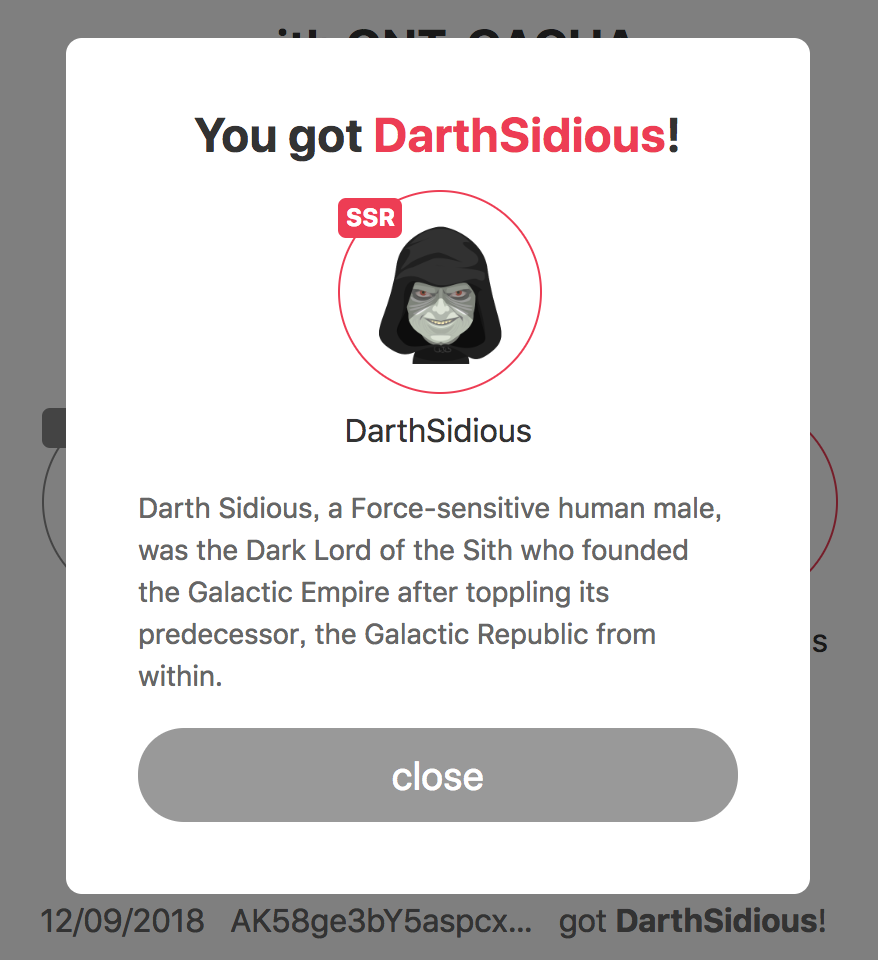 You got DarthSidious!
SSR
DarthSidious
Darth Sidious, a Force-sensitive human male,
was the Dark Lord of the Sith who founded
the Galactic Empire after toppling its
predecessor, the Galactic Republic from
within.
close
s
12/09/2018 AK58ge3bY5aspcx... got DarthSidious!